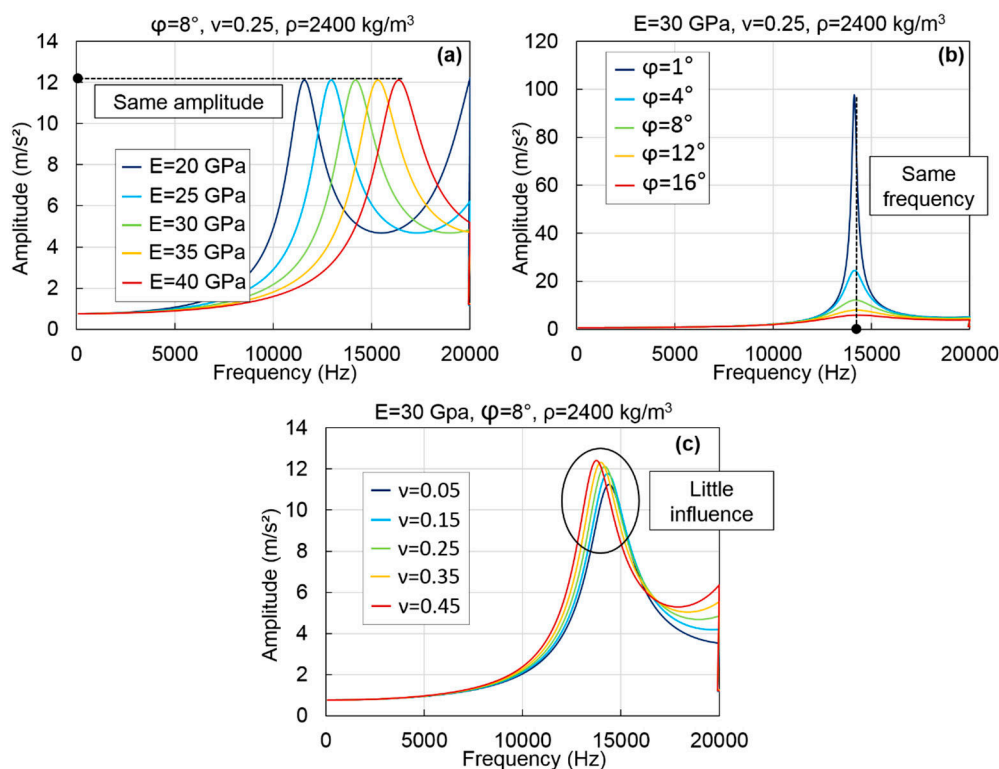 φ=8°, ν=0.25, ρ=2400 kg/m³
(a)
Amplitude (m/s²)
14
12
10
8
6
4
2
0
Same amplitude
E=20 GPa
E=25 GPa
E=30 GPa
E=35 GPa
E=40 GPa
0 5000 10000 15000 20000
Frequency (Hz)
E=30 GPa, ν=0.25, ρ=2400 kg/m³
(b)
Amplitude (m/s²)
120
100
80
60
40
20
0
φ=1°
φ=4°
φ=8°
φ=12°
φ=16°
Same
frequency
0 5000 10000 15000 20000
Frequency (Hz)
E=30 Gpa, φ=8°, ρ=2400 kg/m³
(c)
Amplitude (m/s²)
14
12
10
8
6
4
2
0
ν=0.05
ν=0.15
ν=0.25
ν=0.35
ν=0.45
Little
influence
0 5000 10000 15000 20000
Frequency (Hz)